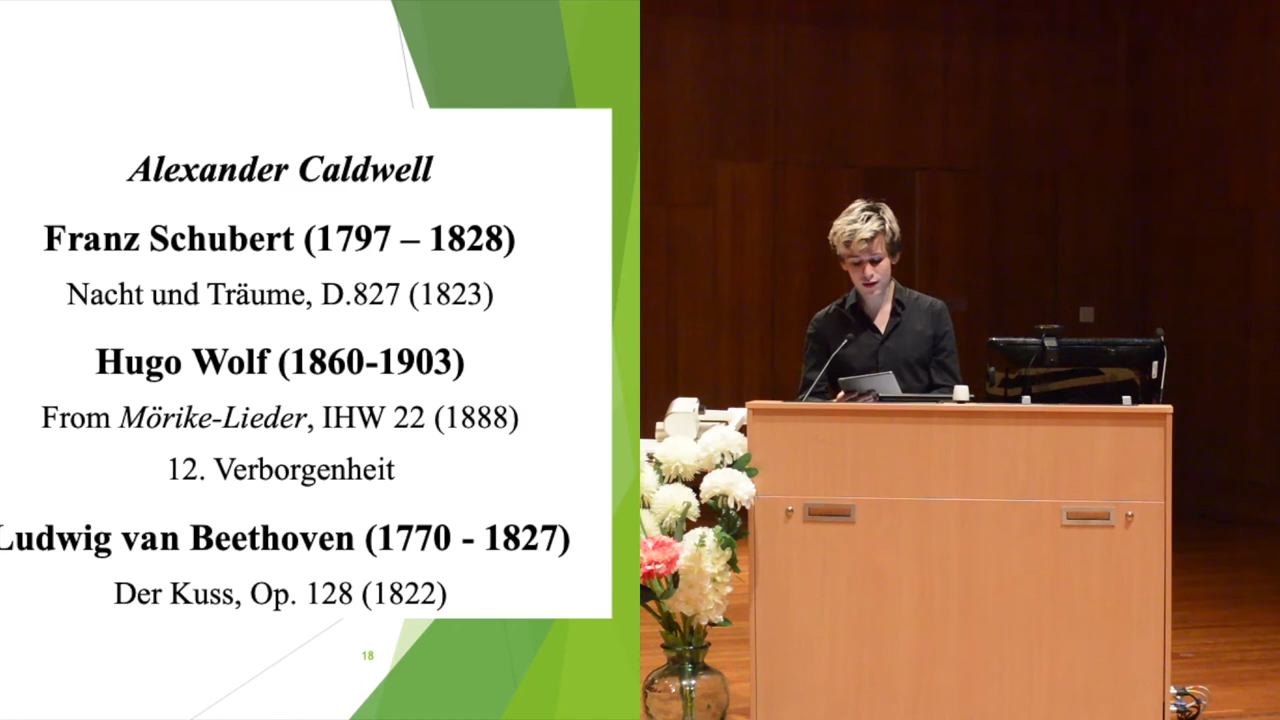 Alexander Caldwell
Franz Schubert (1797 – 1828)
Nacht und Träume, D.827 (1823)
Hugo Wolf (1860-1903)
From Mörike-Lieder, IHW 22 (1888)
12. Verborgenheit
Ludwig van Beethoven (1770 - 1827)
Der Kuss, Op. 128 (1822)
18